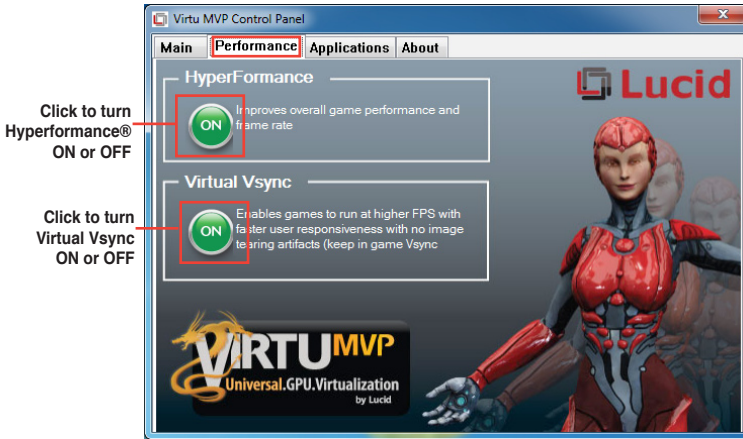 Virtu MVP Control Panel
x
Main Performance Applications About
HyperFormance
Lucid
Click to turn
Hyperformance®
ON or OFF
ON
Improves overall game performance and
frame rate
Virtual Vsync
Click to turn
Virtual Vsync
ON or OFF
ON
Enables games to run at higher FPS with
faster user responsiveness with no image
tearing artifacts (keep in game Vsync
VIRTU MVP
Universal.GPU.Virtualization
by Lucid